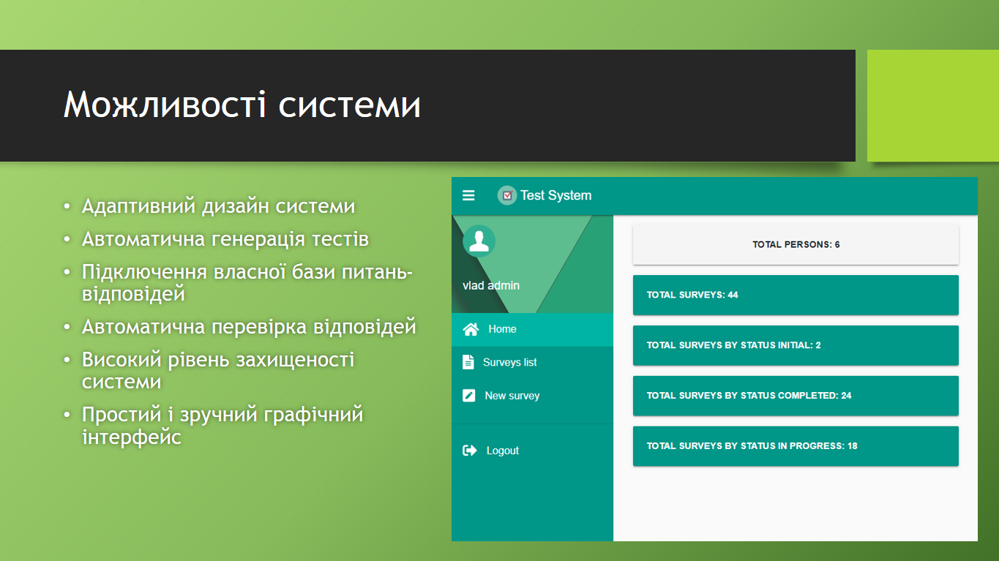 Можливості системи
• Адаптивний дизайн системи
• Автоматична генерація тестів
• Підключення власної бази питань-
відповідей
• Автоматична перевірка відповідей
• Високий рівень захищеності
системи
• Простий і зручний графічний
інтерфейс
Test System
vlad admin
Home
Surveys list
New survey
Logout
TOTAL PERSONS: 6
TOTAL SURVEYS: 44
TOTAL SURVEYS BY STATUS INITIAL: 2
TOTAL SURVEYS BY STATUS COMPLETED: 24
TOTAL SURVEYS BY STATUS IN PROGRESS: 18